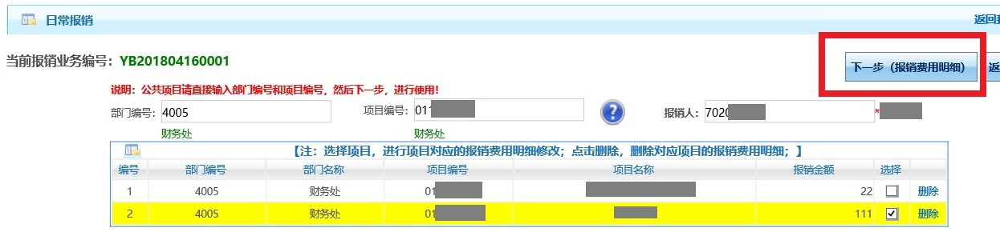 日常报销
返回
当前报销业务编号：YB201804160001
下一步（报销费用明细）
返
说明：公共项目请直接输入部门编号和项目编号，然后下一步，进行使用！
部门编号：4005 项目编号：01 ? 报销人：7020 *
财务处 财务处
【注：选择项目，进行项目对应的报销费用明细修改；点击删除，删除对应项目的报销费用明细；】
编号 部门编号 部门名称 项目编号 项目名称 报销金额 选择
1 4005 财务处 01 22 删除
2 4005 财务处 01 111 删除